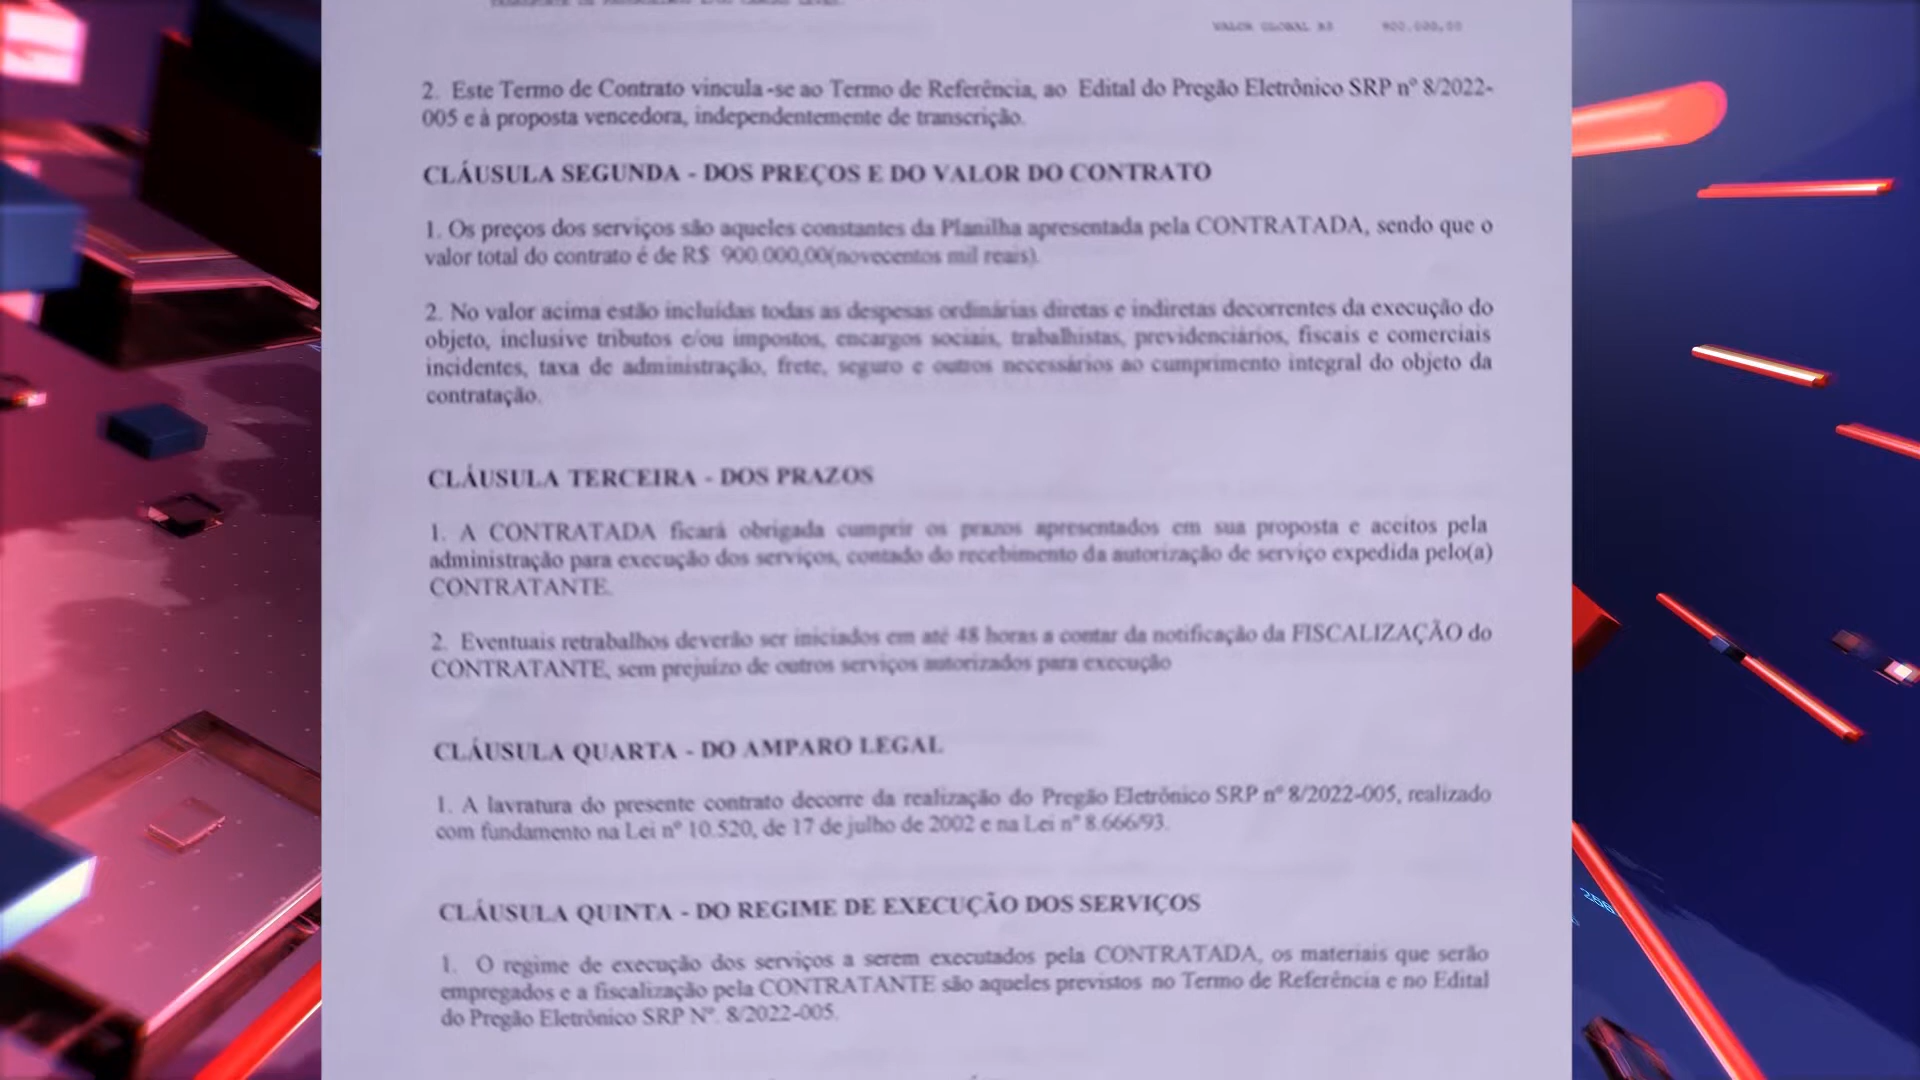 VALOR GLOBAL R$ 900.000,00
2. Este Termo de Contrato vincula-se ao Termo de Referência, ao Edital do Pregão Eletrônico SRP nº 8/2022-
005 e à proposta vencedora, independentemente de transcrição.
CLÁUSULA SEGUNDA - DOS PREÇOS E DO VALOR DO CONTRATO
1. Os preços dos serviços são aqueles constantes da Planilha apresentada pela CONTRATADA, sendo que o
valor total do contrato é de R$ 900.000,00(novecentos mil reais).
2. No valor acima estão incluídas todas as despesas ordinárias diretas e indiretas decorrentes da execução do
objeto, inclusive tributos e/ou impostos, encargos sociais, trabalhistas, previdenciários, fiscais e comerciais
incidentes, taxa de administração, frete, seguro e outros necessários ao cumprimento integral do objeto da
contratação.
CLÁUSULA TERCEIRA - DOS PRAZOS
1. A CONTRATADA ficará obrigada cumprir os prazos apresentados em sua proposta e aceitos pela
administração para execução dos serviços, contado do recebimento da autorização de serviço expedida pelo(a)
CONTRATANTE.
2. Eventuais retrabalhos deverão ser iniciados em até 48 horas a contar da notificação da FISCALIZAÇÃO do
CONTRATANTE, sem prejuízo de outros serviços autorizados para execução
CLÁUSULA QUARTA - DO AMPARO LEGAL
1. A lavratura do presente contrato decorre da realização do Pregão Eletrônico SRP nº 8/2022-005, realizado
com fundamento na Lei nº 10.520, de 17 de julho de 2002 e na Lei nº 8.666/93.
CLÁUSULA QUINTA - DO REGIME DE EXECUÇÃO DOS SERVIÇOS
1. O regime de execução dos serviços a serem executados pela CONTRATADA, os materiais que serão
empregados e a fiscalização pela CONTRATANTE são aqueles previstos no Termo de Referência e no Edital
do Pregão Eletrônico SRP Nº. 8/2022-005.